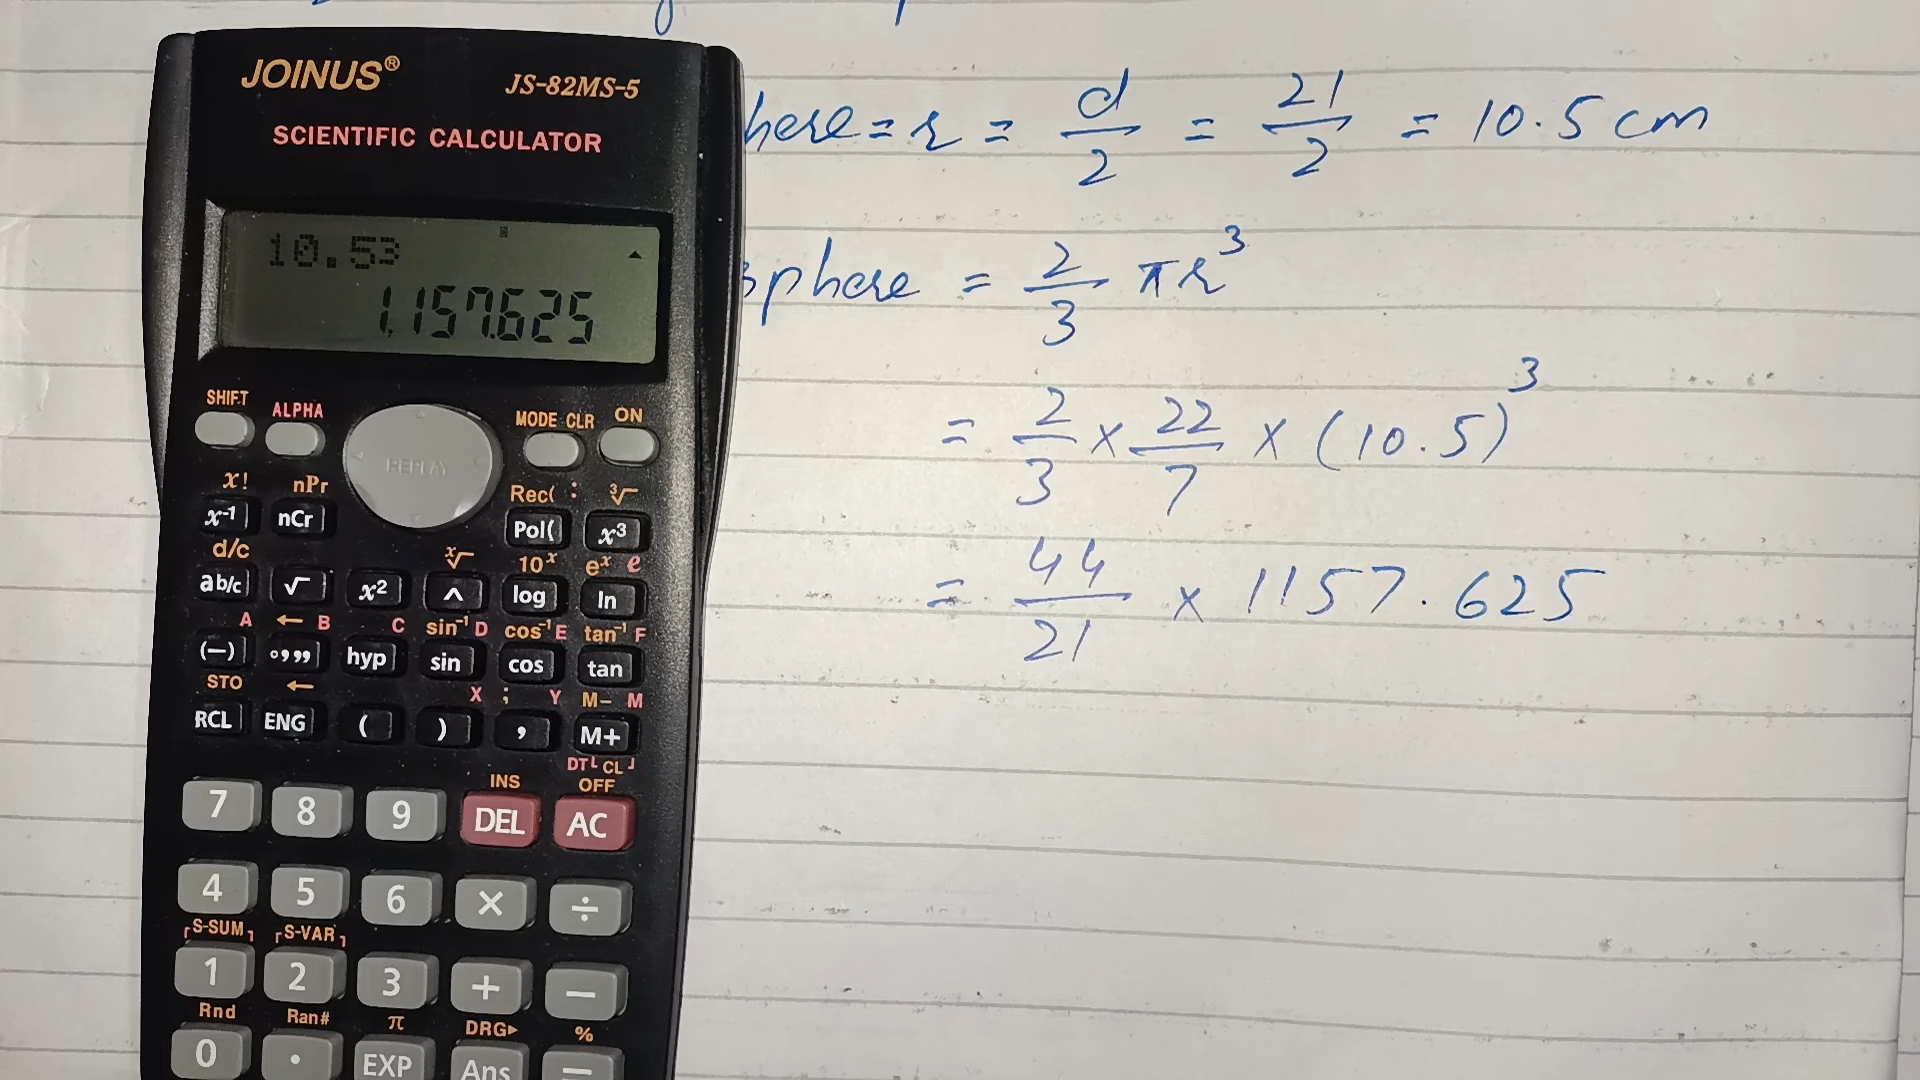 JOINUS® JS-82MS-5
SCIENTIFIC CALCULATOR
10.5³
1,157.625
SHIFT ALPHA MODE CLR ON
REPLAY
x! nPr Rec( : ³√
x⁻¹ nCr Pol( x³
d/c ˣ√ 10ˣ eˣ e
ab/c √ x² ^ log ln
A ← B C sin⁻¹ D cos⁻¹ E tan⁻¹ F
(−) °,,, hyp sin cos tan
STO ← X ; Y M− M
RCL ENG ( ) , M+
DT CL
INS OFF
7 8 9 DEL AC
4 5 6 × ÷
S-SUM S-VAR
1 2 3 + −
Rnd Ran# π DRG▸ %
0 • EXP Ans =
here = r = d/2 = 21/2 = 10.5 cm
sphere = 2/3 πr³
= 2/3 × 22/7 × (10.5)³
= 44/21 × 1157.625